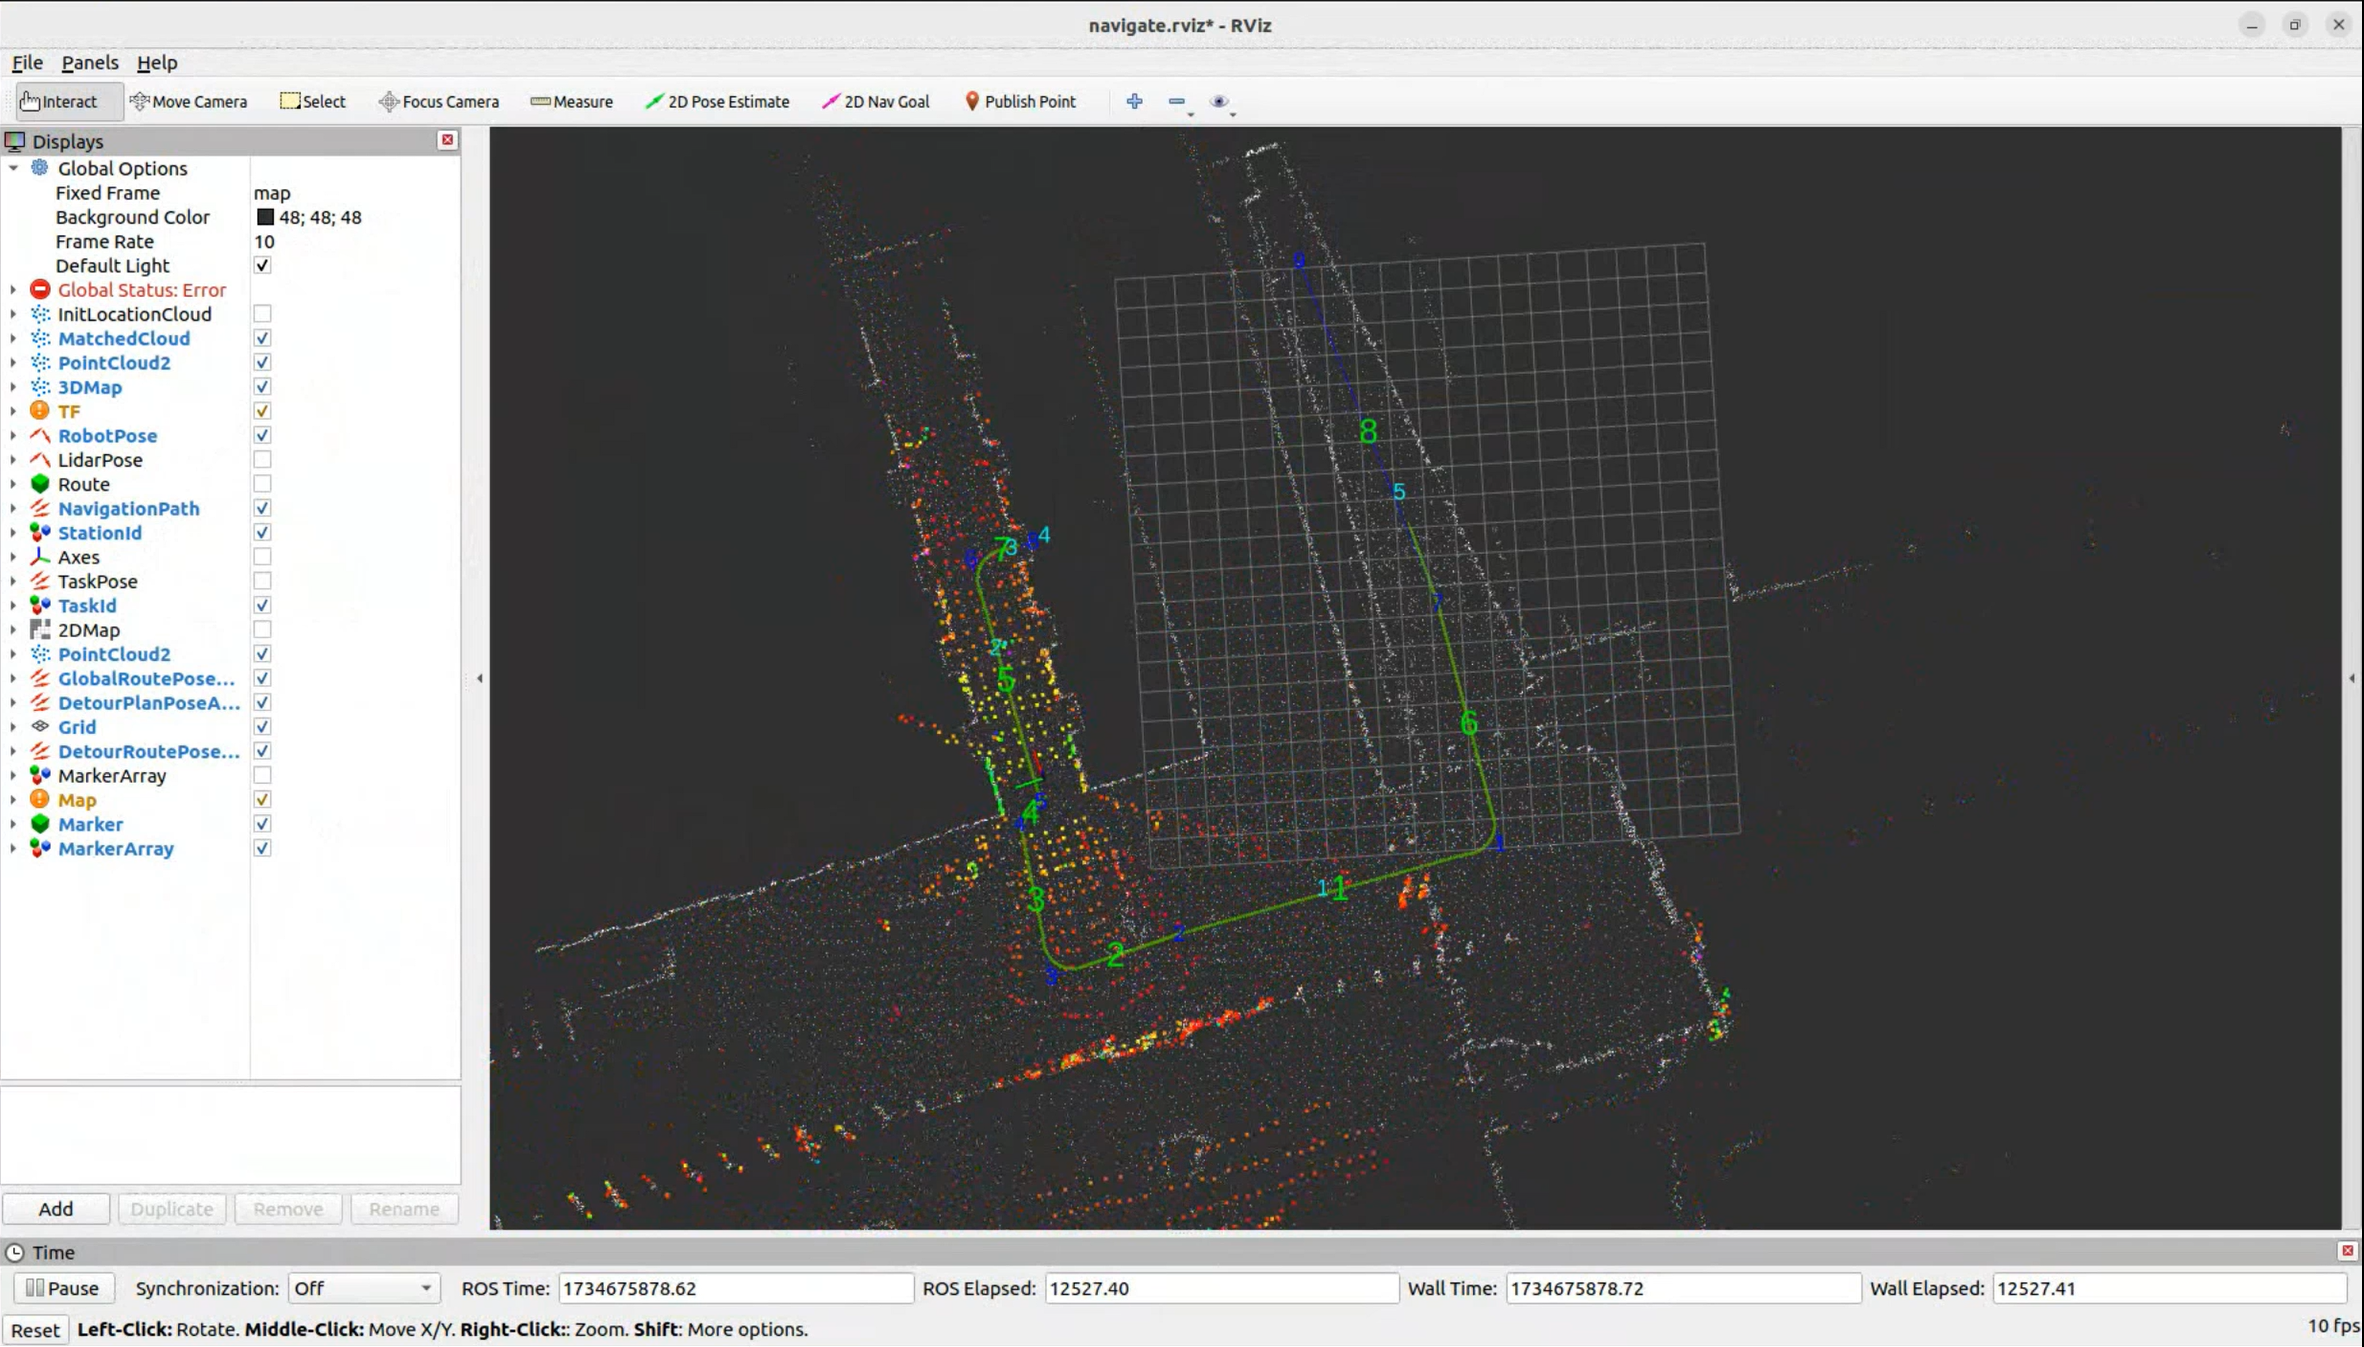 navigate.rviz* - RViz
File Panels Help
Interact Move Camera Select Focus Camera Measure 2D Pose Estimate 2D Nav Goal Publish Point
Displays
Global Options
Fixed Frame map
Background Color 48; 48; 48
Frame Rate 10
Default Light
Global Status: Error
InitLocationCloud
MatchedCloud
PointCloud2
3DMap
TF
RobotPose
LidarPose
Route
NavigationPath
StationId
Axes
TaskPose
TaskId
2DMap
PointCloud2
GlobalRoutePose...
DetourPlanPoseA...
Grid
DetourRoutePose...
MarkerArray
Map
Marker
MarkerArray
8
5
4
7 3
2
5
6
4
1 1
3
2
2
3
Add Duplicate Remove Rename
Time
Pause Synchronization: Off ROS Time: 1734675878.62 ROS Elapsed: 12527.40 Wall Time: 1734675878.72 Wall Elapsed: 12527.41
Reset Left-Click: Rotate. Middle-Click: Move X/Y. Right-Click:: Zoom. Shift: More options. 10 fps